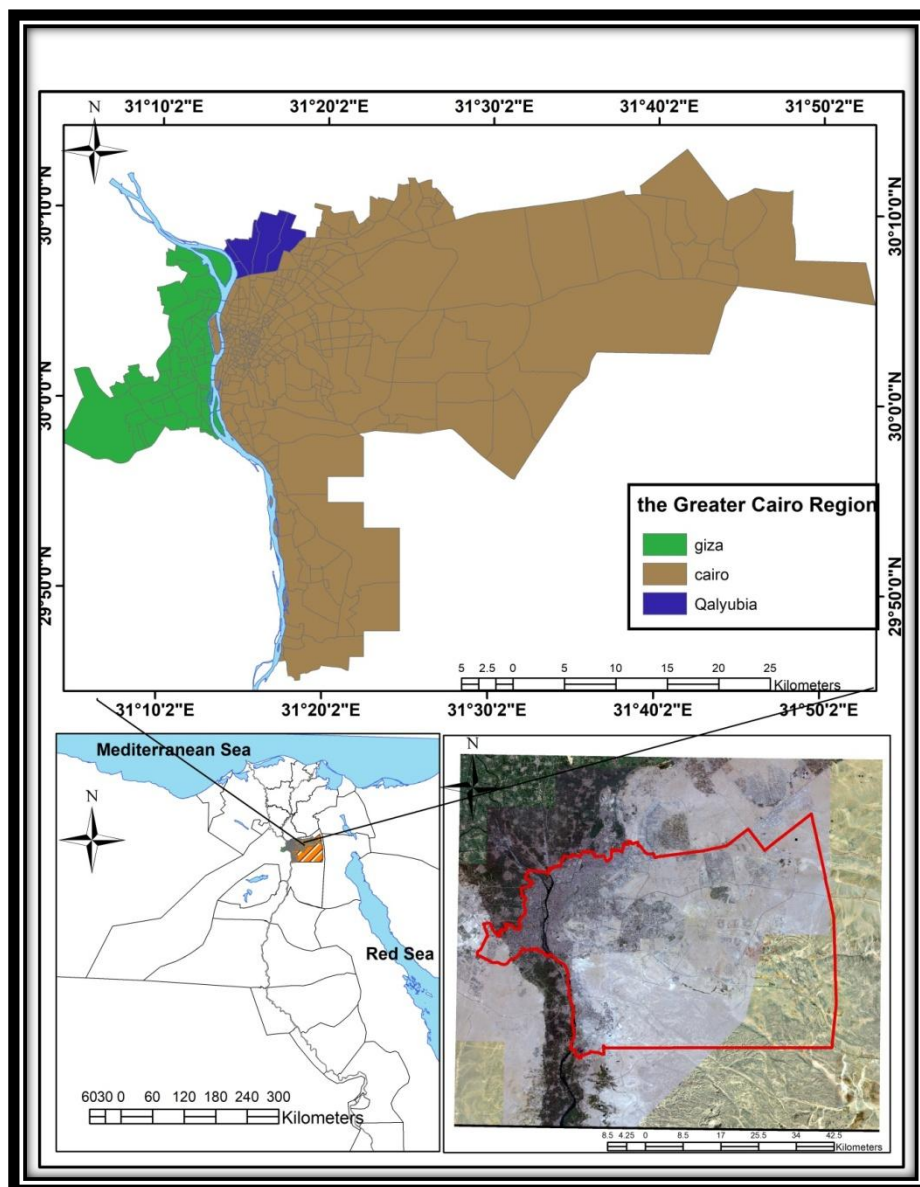 31°10'2"E 31°20'2"E 31°30'2"E 31°40'2"E 31°50'2"E
N
30°10'0"N
30°10'0"N
30°0'0"N
30°0'0"N
the Greater Cairo Region
giza
cairo
Qalyubia
29°50'0"N
29°50'0"N
5 2.5 0 5 10 15 20 25
Kilometers
31°10'2"E 31°20'2"E 31°30'2"E 31°40'2"E 31°50'2"E
Mediterranean Sea
N
Red Sea
6030 0 60 120 180 240 300
Kilometers
N
8.5 4.25 0 8.5 17 25.5 34 42.5
Kilometers